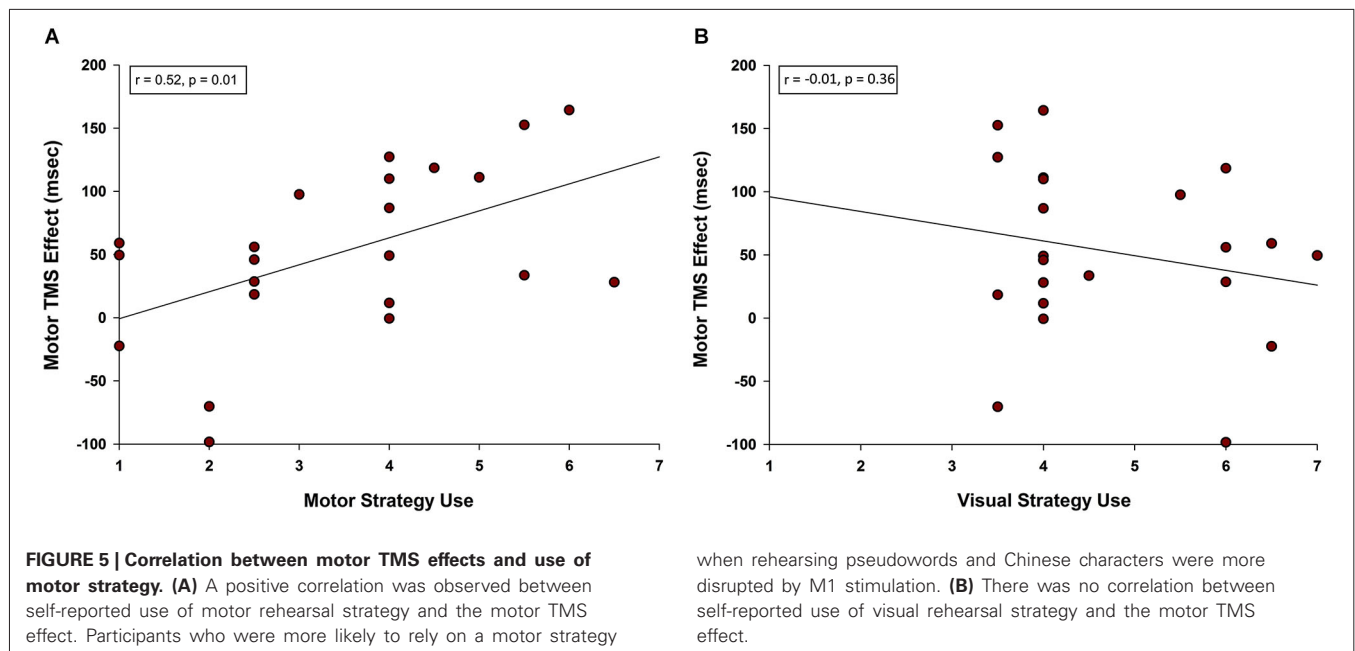 A
r = 0.52, p = 0.01
200
150
100
50
0
-50
-100
Motor TMS Effect (msec)
1 2 3 4 5 6 7
Motor Strategy Use
B
r = -0.01, p = 0.36
200
150
100
50
0
-50
-100
Motor TMS Effect (msec)
1 2 3 4 5 6 7
Visual Strategy Use
FIGURE 5 | Correlation between motor TMS effects and use of
motor strategy. (A) A positive correlation was observed between
self-reported use of motor rehearsal strategy and the motor TMS
effect. Participants who were more likely to rely on a motor strategy
when rehearsing pseudowords and Chinese characters were more
disrupted by M1 stimulation. (B) There was no correlation between
self-reported use of visual rehearsal strategy and the motor TMS
effect.